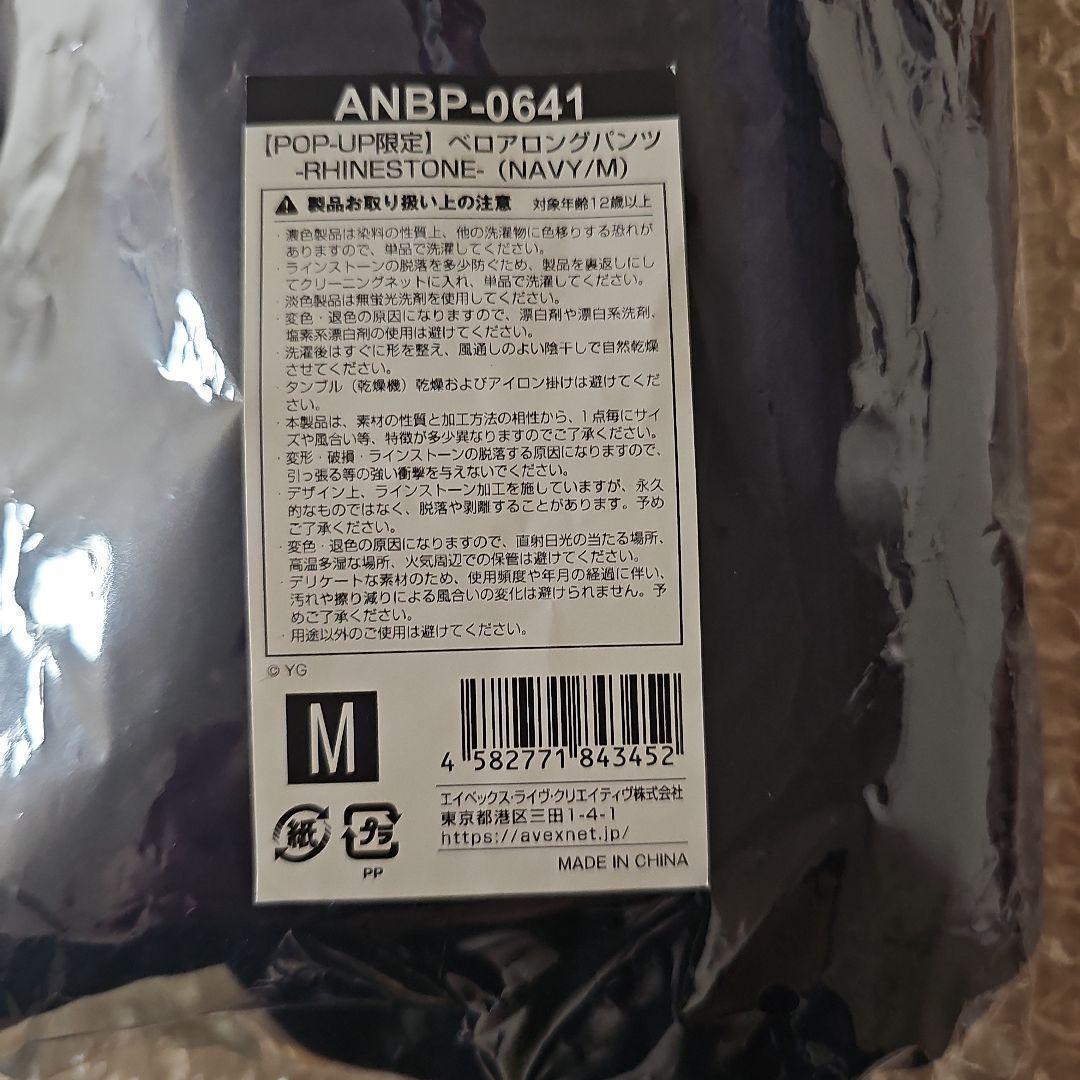 ANBP-0641
【POP-UP限定】ベロアロングパンツ
-RHINESTONE-（NAVY/M）
製品お取り扱い上の注意 対象年齢12歳以上
・濃色製品は染料の性質上、他の洗濯物に色移りする恐れが
ありますので、単品で洗濯してください。
・ラインストーンの脱落を多少防ぐため、製品を裏返しにし
てクリーニングネットに入れ、単品で洗濯してください。
・淡色製品は無蛍光洗剤を使用してください。
・変色・退色の原因になりますので、漂白剤や漂白系洗剤、
塩素系漂白剤の使用は避けてください。
・洗濯後はすぐに形を整え、風通しのよい陰干しで自然乾燥
させてください。
・タンブル（乾燥機）乾燥およびアイロン掛けは避けてくだ
さい。
・本製品は、素材の性質と加工方法の相性から、1点毎にサイ
ズや風合い等、特徴が多少異なりますのでご了承ください。
・変形・破損・ラインストーンの脱落する原因になりますので、
引っ張る等の強い衝撃を与えないでください。
・デザイン上、ラインストーン加工を施していますが、永久
的なものではなく、脱落や剥離することがあります。予め
ご了承ください。
・変色・退色の原因になりますので、直射日光の当たる場所、
高温多湿な場所、火気周辺での保管は避けてください。
・デリケートな素材のため、使用頻度や年月の経過に伴い、
汚れや擦り減りによる風合いの変化は避けられません。予
めご了承ください。
・用途以外のご使用は避けてください。
© YG
M
4 582771 843452
エイベックス・ライヴ・クリエイティヴ株式会社
東京都港区三田1-4-1
https://avexnet.jp/
紙 プラ
PP
MADE IN CHINA